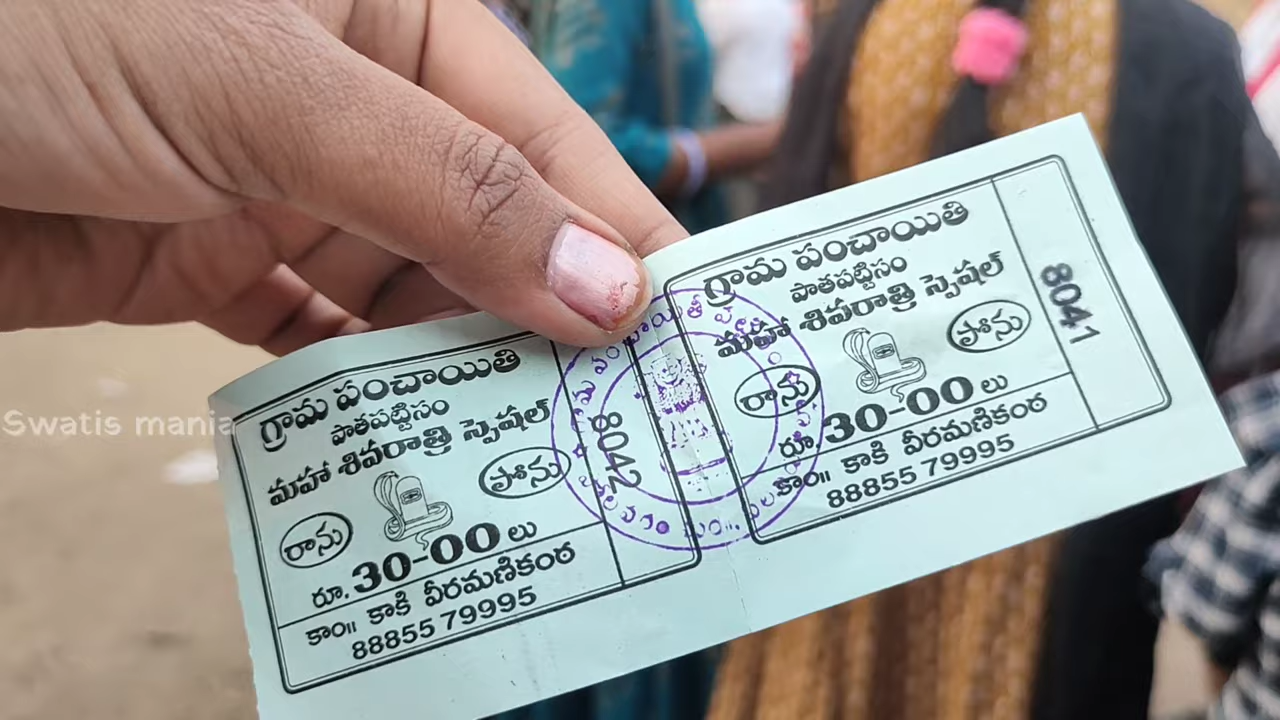 Swatis mania
గ్రామ పంచాయితి
పాతపట్టిసం
మహా శివరాత్రి స్పెషల్
పోను
రాను
రూ. 30-00 లు
కాం॥ కాకి వీరమణికంఠ
88855 79995
8042
గ్రామ పంచాయితి
పాతపట్టిసం
మహా శివరాత్రి స్పెషల్
పోను
రాను
రూ. 30-00 లు
కాం॥ కాకి వీరమణికంఠ
88855 79995
8041